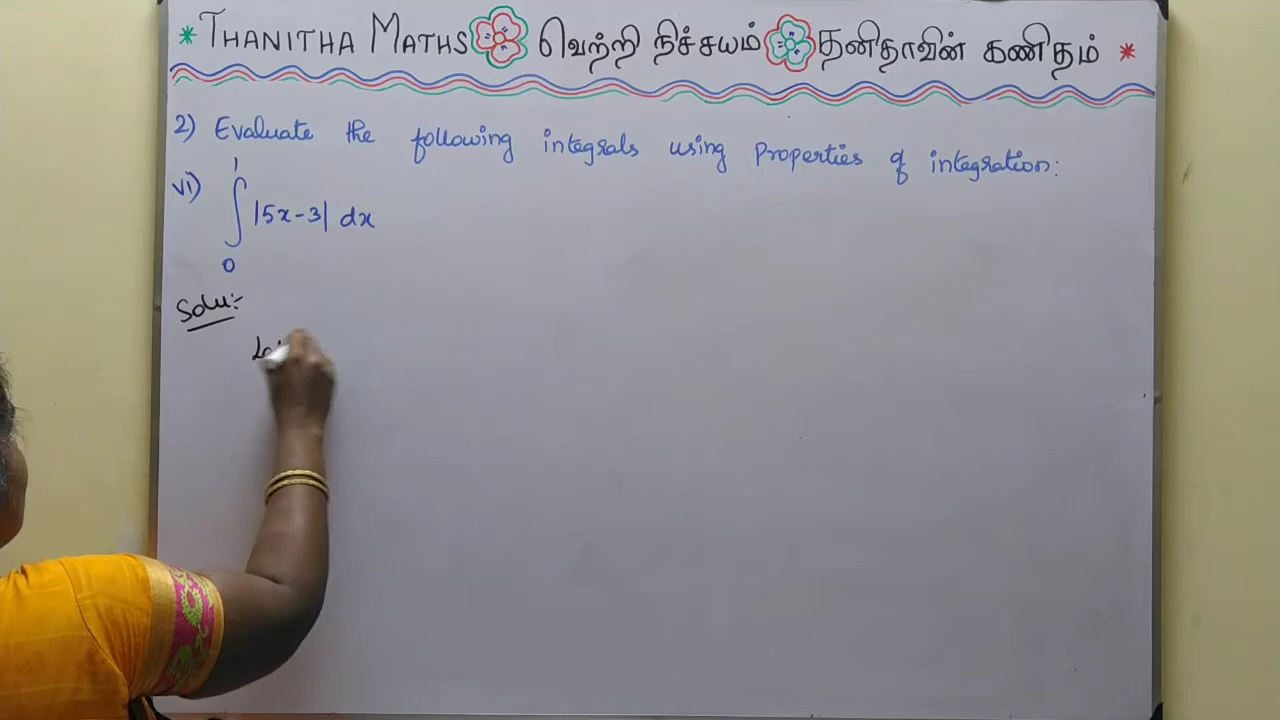 * THANITHA MATHS வெற்றி நிச்சயம் தனிதாவின் கணிதம் *
2) Evaluate the following integrals using properties of integration:
vi) ∫₀¹ |5x-3| dx
Solu:-